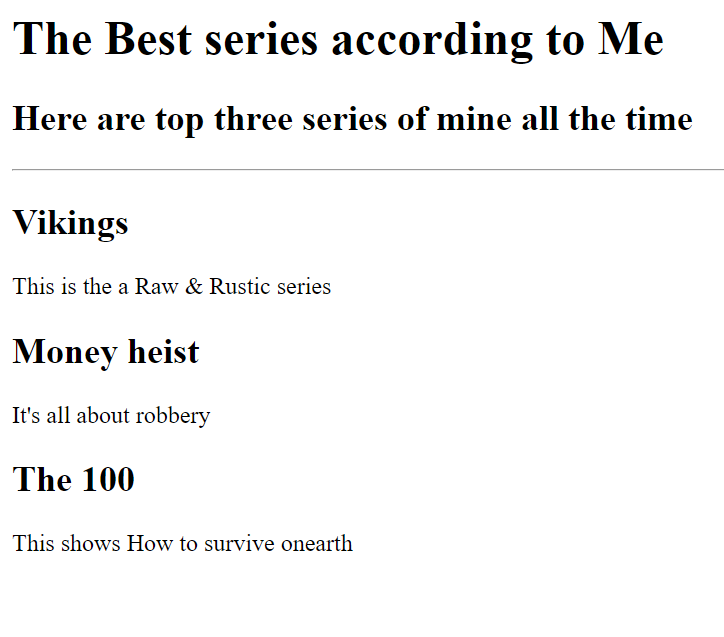 The Best series according to Me
Here are top three series of mine all the time
Vikings
This is the a Raw & Rustic series
Money heist
It's all about robbery
The 100
This shows How to survive onearth